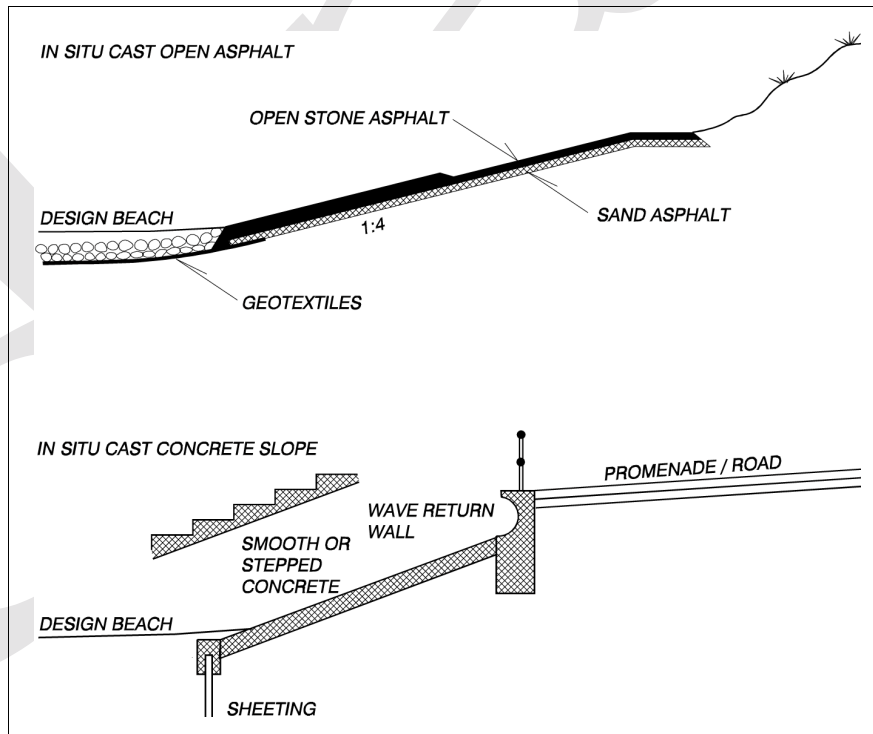 IN SITU CAST OPEN ASPHALT
OPEN STONE ASPHALT
DESIGN BEACH
SAND ASPHALT
1:4
GEOTEXTILES
IN SITU CAST CONCRETE SLOPE
PROMENADE / ROAD
WAVE RETURN
WALL
SMOOTH OR
STEPPED
CONCRETE
DESIGN BEACH
SHEETING